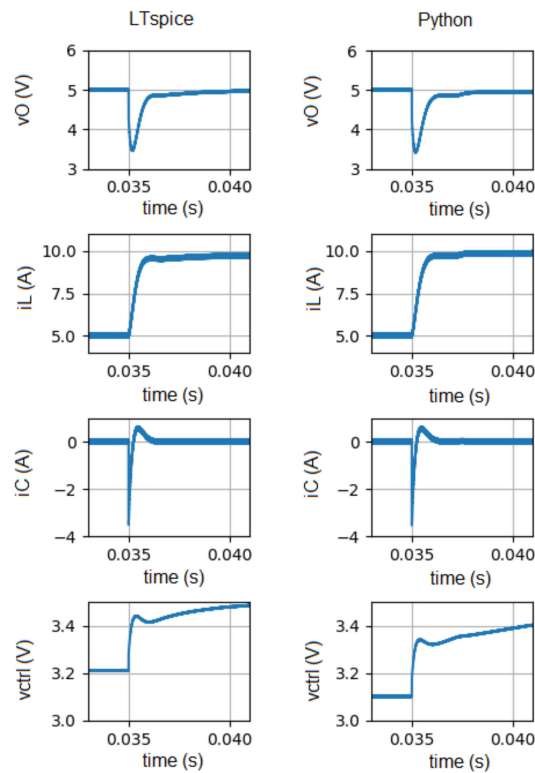 LTspice
Python
6
5
4
3
vO (V)
0.035
0.040
time (s)
6
5
4
3
vO (V)
0.035
0.040
time (s)
10.0
7.5
5.0
iL (A)
0.035
0.040
time (s)
10.0
7.5
5.0
iL (A)
0.035
0.040
time (s)
0
−2
−4
iC (A)
0.035
0.040
time (s)
0
−2
−4
iC (A)
0.035
0.040
time (s)
3.4
3.2
3.0
vctrl (V)
0.035
0.040
time (s)
3.4
3.2
3.0
vctrl (V)
0.035
0.040
time (s)